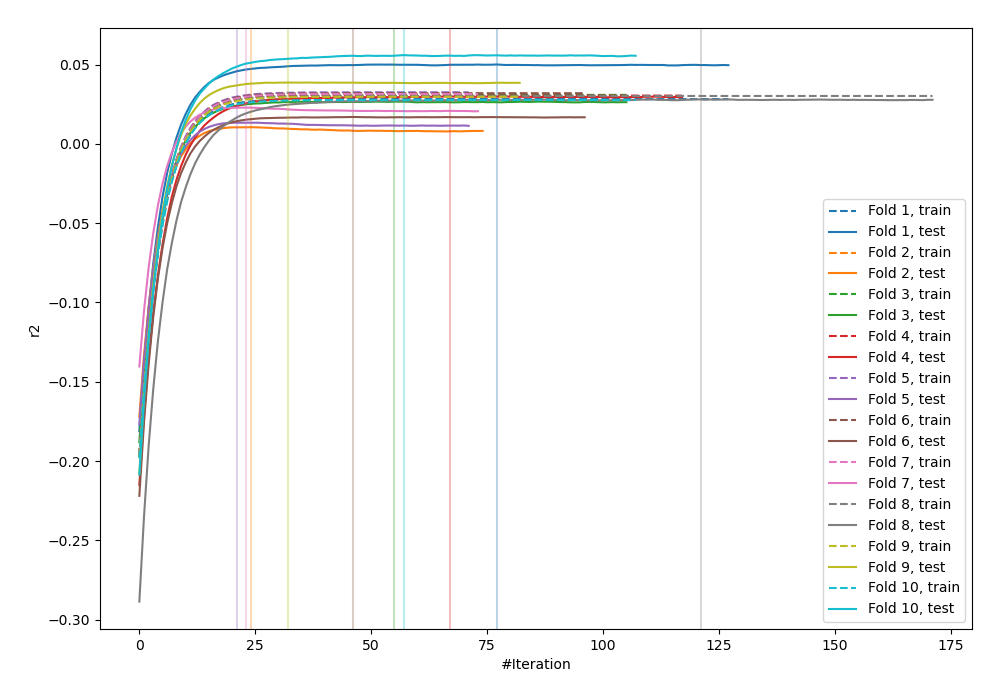 0.05
0.00
−0.05
−0.10
−0.15
−0.20
−0.25
−0.30
r2
0
25
50
75
100
125
150
175
#Iteration
Fold 1, train
Fold 1, test
Fold 2, train
Fold 2, test
Fold 3, train
Fold 3, test
Fold 4, train
Fold 4, test
Fold 5, train
Fold 5, test
Fold 6, train
Fold 6, test
Fold 7, train
Fold 7, test
Fold 8, train
Fold 8, test
Fold 9, train
Fold 9, test
Fold 10, train
Fold 10, test